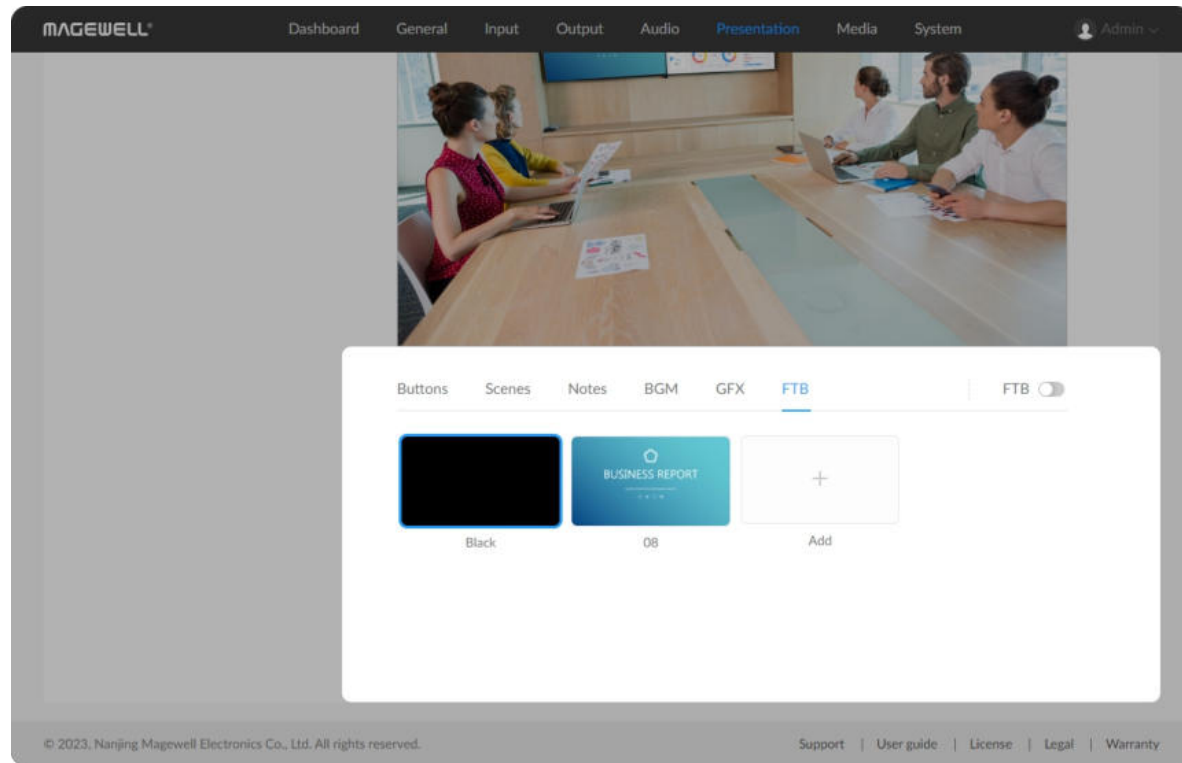 MAGEWELL®
Dashboard General Input Output Audio Presentation Media System Admin
Buttons Scenes Notes BGM GFX FTB FTB
BUSINESS REPORT
+
Black 08 Add
© 2023. Nanjing Magewell Electronics Co., Ltd. All rights reserved. Support | User guide | License | Legal | Warranty